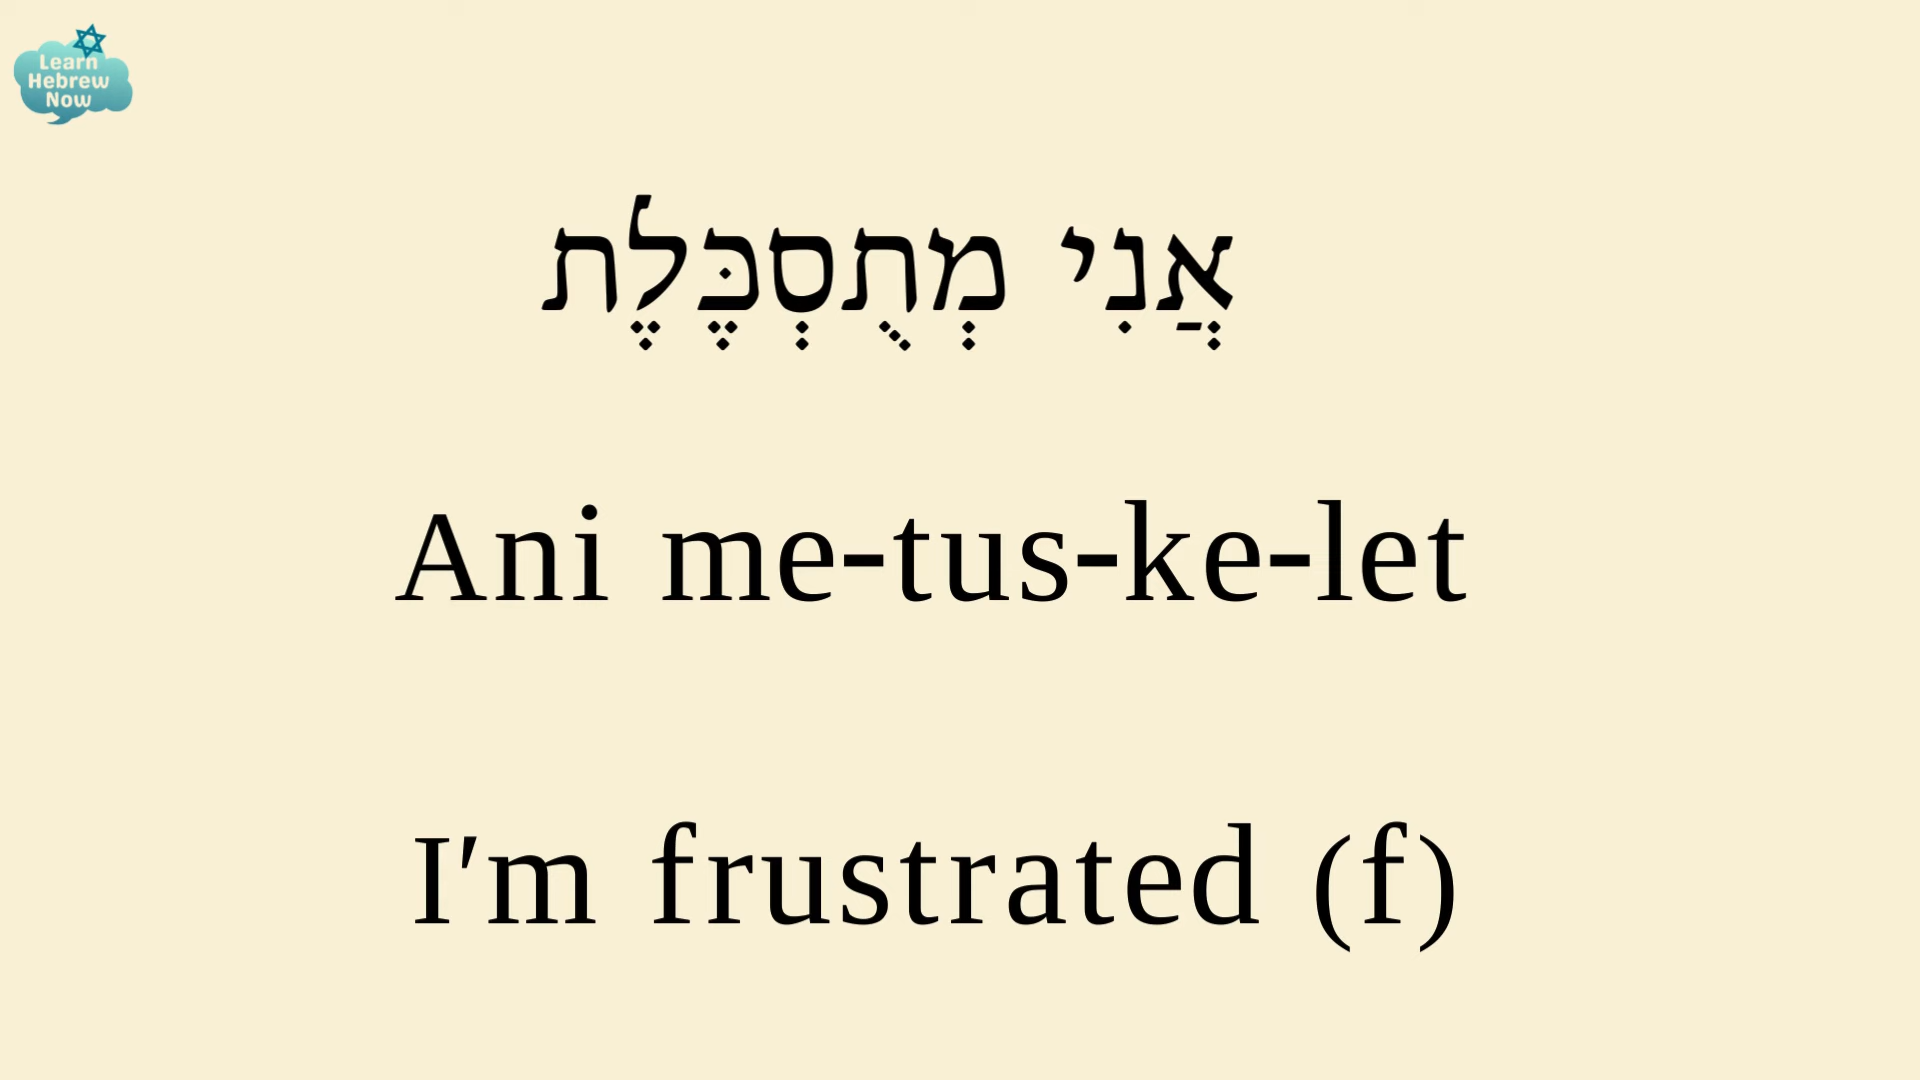 Learn
Hebrew
Now
אֲנִי מְתֻסְכֶּלֶת
Ani me-tus-ke-let
I'm frustrated (f)